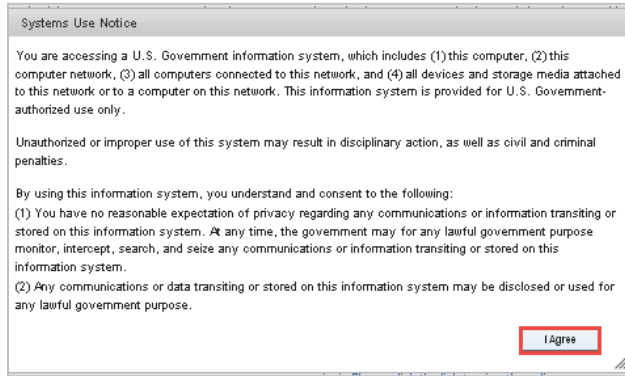 Systems Use Notice
You are accessing a U.S. Government information system, which includes (1) this computer, (2) this
computer network, (3) all computers connected to this network, and (4) all devices and storage media attached
to this network or to a computer on this network. This information system is provided for U.S. Government-
authorized use only.
Unauthorized or improper use of this system may result in disciplinary action, as well as civil and criminal
penalties.
By using this information system, you understand and consent to the following:
(1) You have no reasonable expectation of privacy regarding any communications or information transiting or
stored on this information system. At any time, the government may for any lawful government purpose
monitor, intercept, search, and seize any communications or information transiting or stored on this
information system.
(2) Any communications or data transiting or stored on this information system may be disclosed or used for
any lawful government purpose.
I Agree